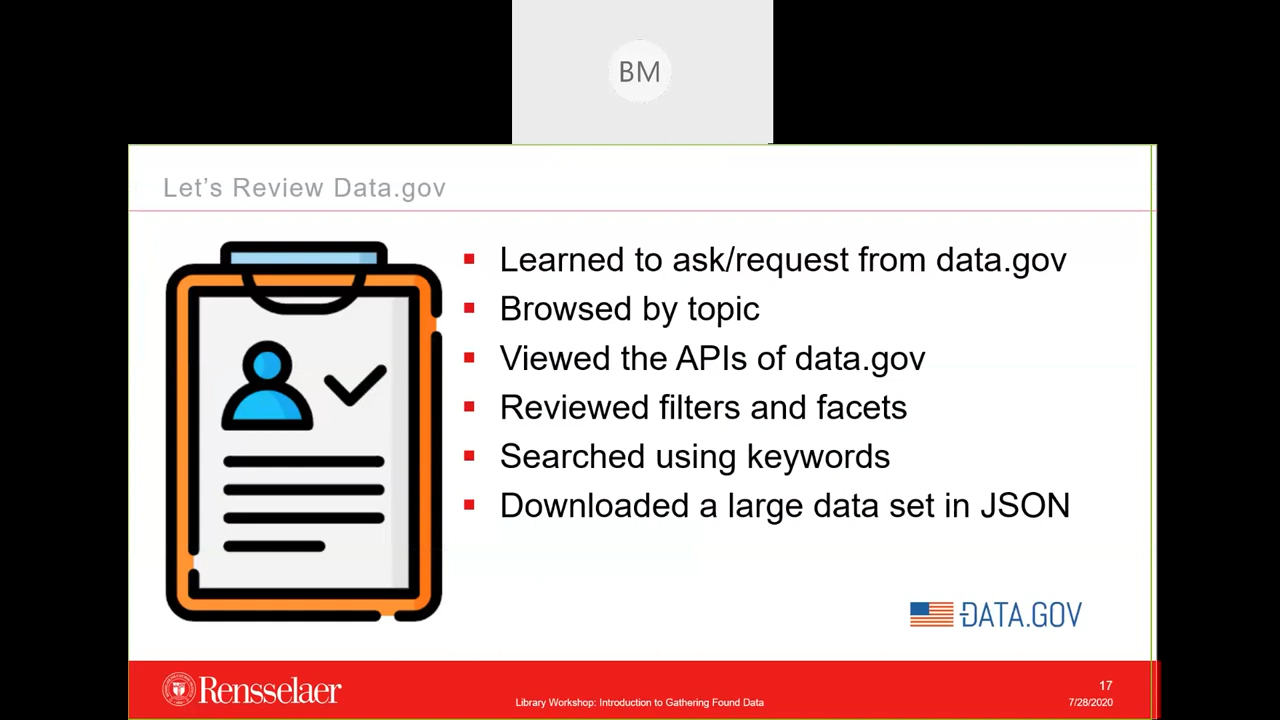 BM
Let's Review Data.gov
Learned to ask/request from data.gov
Browsed by topic
Viewed the APIs of data.gov
Reviewed filters and facets
Searched using keywords
Downloaded a large data set in JSON
DATA.GOV
Rensselaer
Library Workshop: Introduction to Gathering Found Data
17
7/28/2020